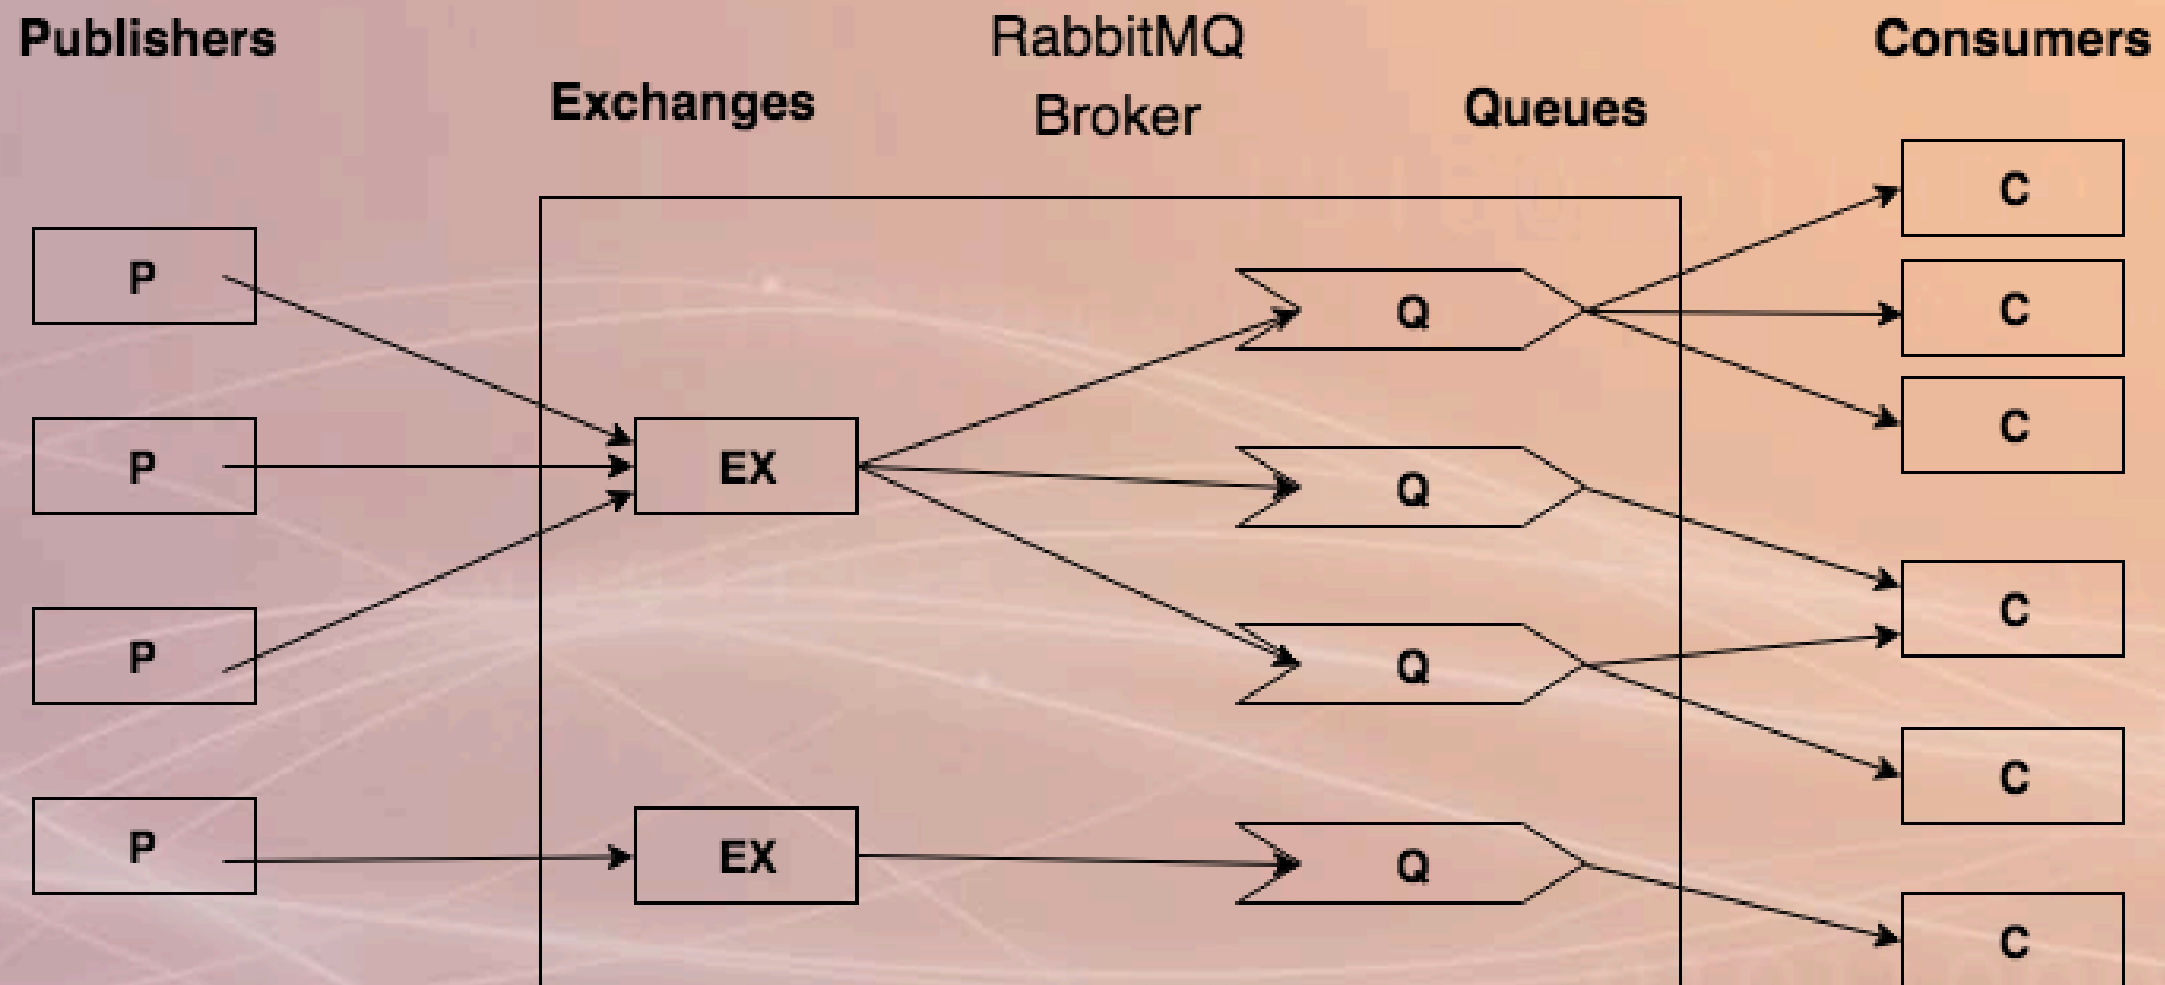 Publishers
RabbitMQ
Broker
Consumers
Exchanges
Queues
P
P
P
P
EX
EX
Q
Q
Q
Q
C
C
C
C
C
C